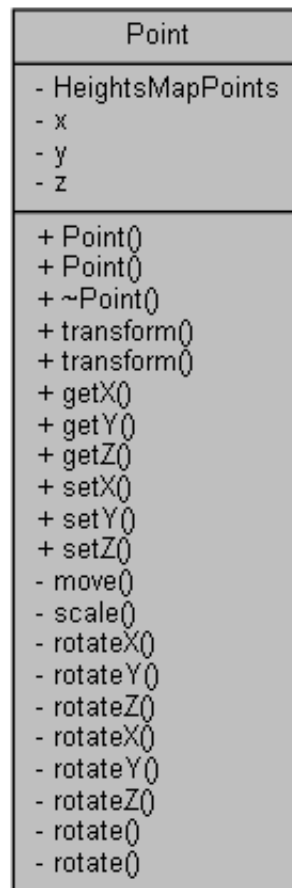 Point
- HeightsMapPoints
- x
- y
- z
+ Point()
+ Point()
+ ~Point()
+ transform()
+ transform()
+ getX()
+ getY()
+ getZ()
+ setX()
+ setY()
+ setZ()
- move()
- scale()
- rotateX()
- rotateY()
- rotateZ()
- rotateX()
- rotateY()
- rotateZ()
- rotate()
- rotate()